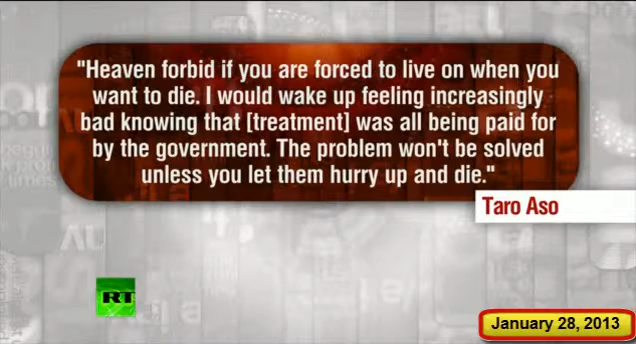 "Heaven forbid if you are forced to live on when you
want to die. I would wake up feeling increasingly
bad knowing that [treatment] was all being paid for
by the government. The problem won't be solved
unless you let them hurry up and die."
Taro Aso
RT
January 28, 2013